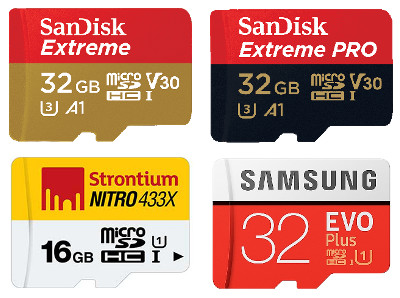 SanDisk
Extreme
32GB micro SD HC I V30
U3 A1
SanDisk
Extreme PRO
32GB micro SD HC I V30
U3 A1
Strontium
NITRO 433X
16GB micro SD HC I U1
SAMSUNG
32 EVO
Plus
micro SD HC I U1